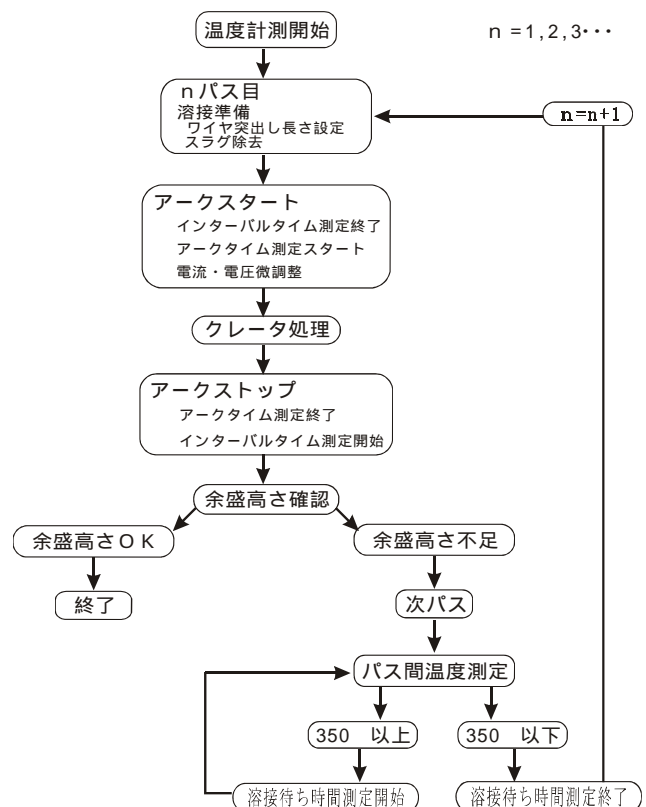 温度計測開始
n =1,2,3･･･
nパス目
溶接準備
ワイヤ突出し長さ設定
スラグ除去
n=n+1
アークスタート
インターバルタイム測定終了
アークタイム測定スタート
電流・電圧微調整
クレータ処理
アークストップ
アークタイム測定終了
インターバルタイム測定開始
余盛高さ確認
余盛高さOK
余盛高さ不足
終了
次パス
パス間温度測定
350 以上
350 以下
溶接待ち時間測定開始
溶接待ち時間測定終了